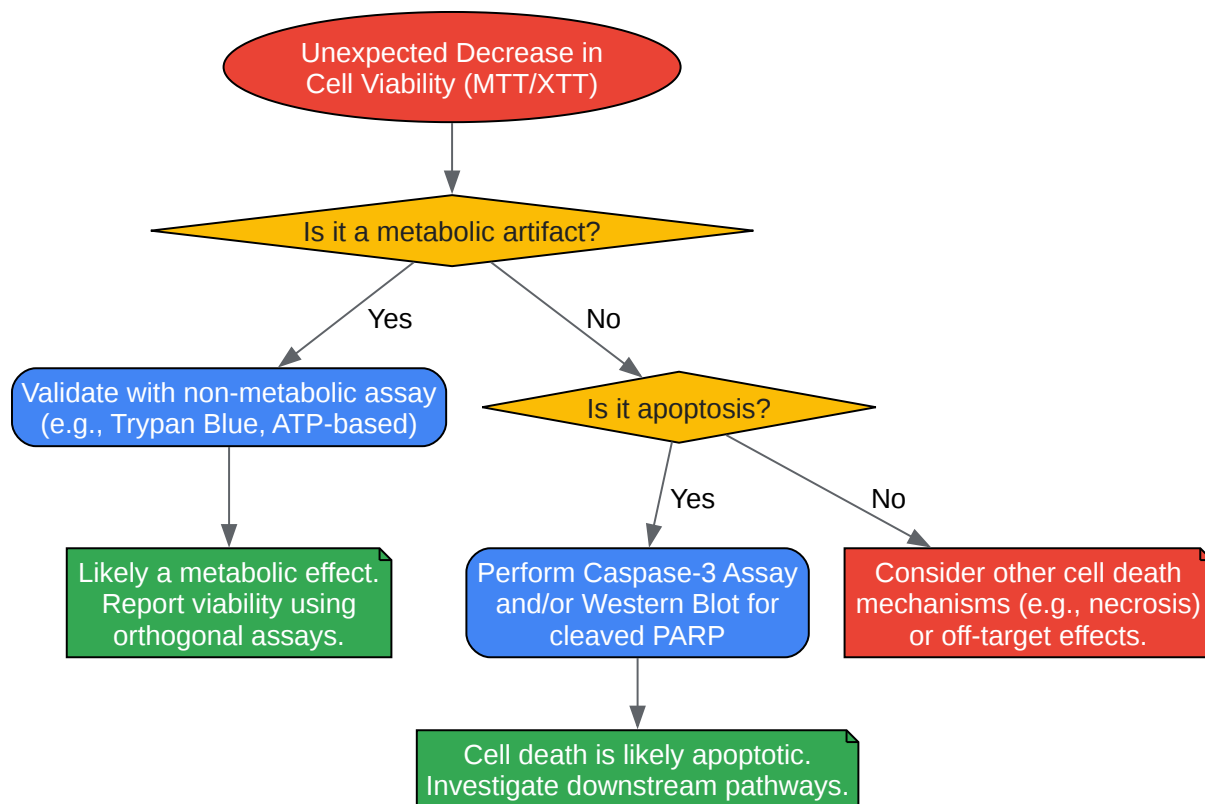 Unexpected Decrease in
Cell Viability (MTT/XTT)
Is it a metabolic artifact?
Yes
No
Validate with non-metabolic assay
(e.g., Trypan Blue, ATP-based)
Is it apoptosis?
Yes
No
Likely a metabolic effect.
Report viability using
orthogonal assays.
Perform Caspase-3 Assay
and/or Western Blot for
cleaved PARP
Consider other cell death
mechanisms (e.g., necrosis)
or off-target effects.
Cell death is likely apoptotic.
Investigate downstream pathways.